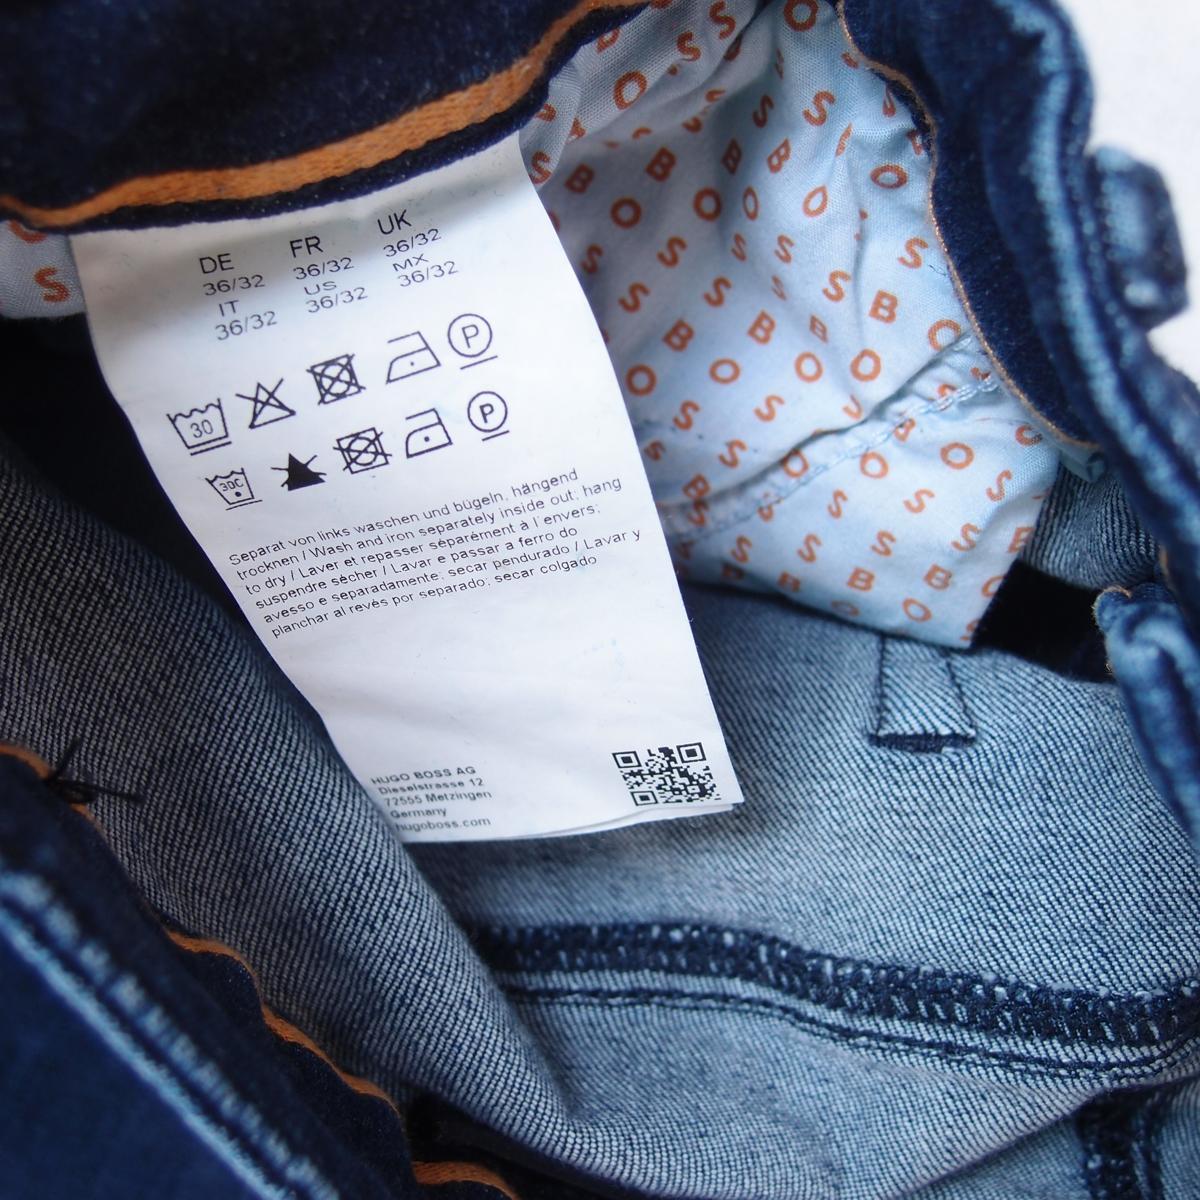 DE FR UK
36/32 36/32 36/32
IT US MX
36/32 36/32 36/32
30 P
30C P
Separat von links waschen und bügeln, hängend
trocknen / Wash and iron separately inside out; hang
to dry / Laver et repasser séparément à l'envers;
suspendre sécher / Lavar e passar a ferro do
avesso e separadamente; secar pendurado / Lavar y
planchar al revés por separado; secar colgado
HUGO BOSS AG
Dieselstrasse 12
72555 Metzingen
Germany
hugoboss.com
BOSS